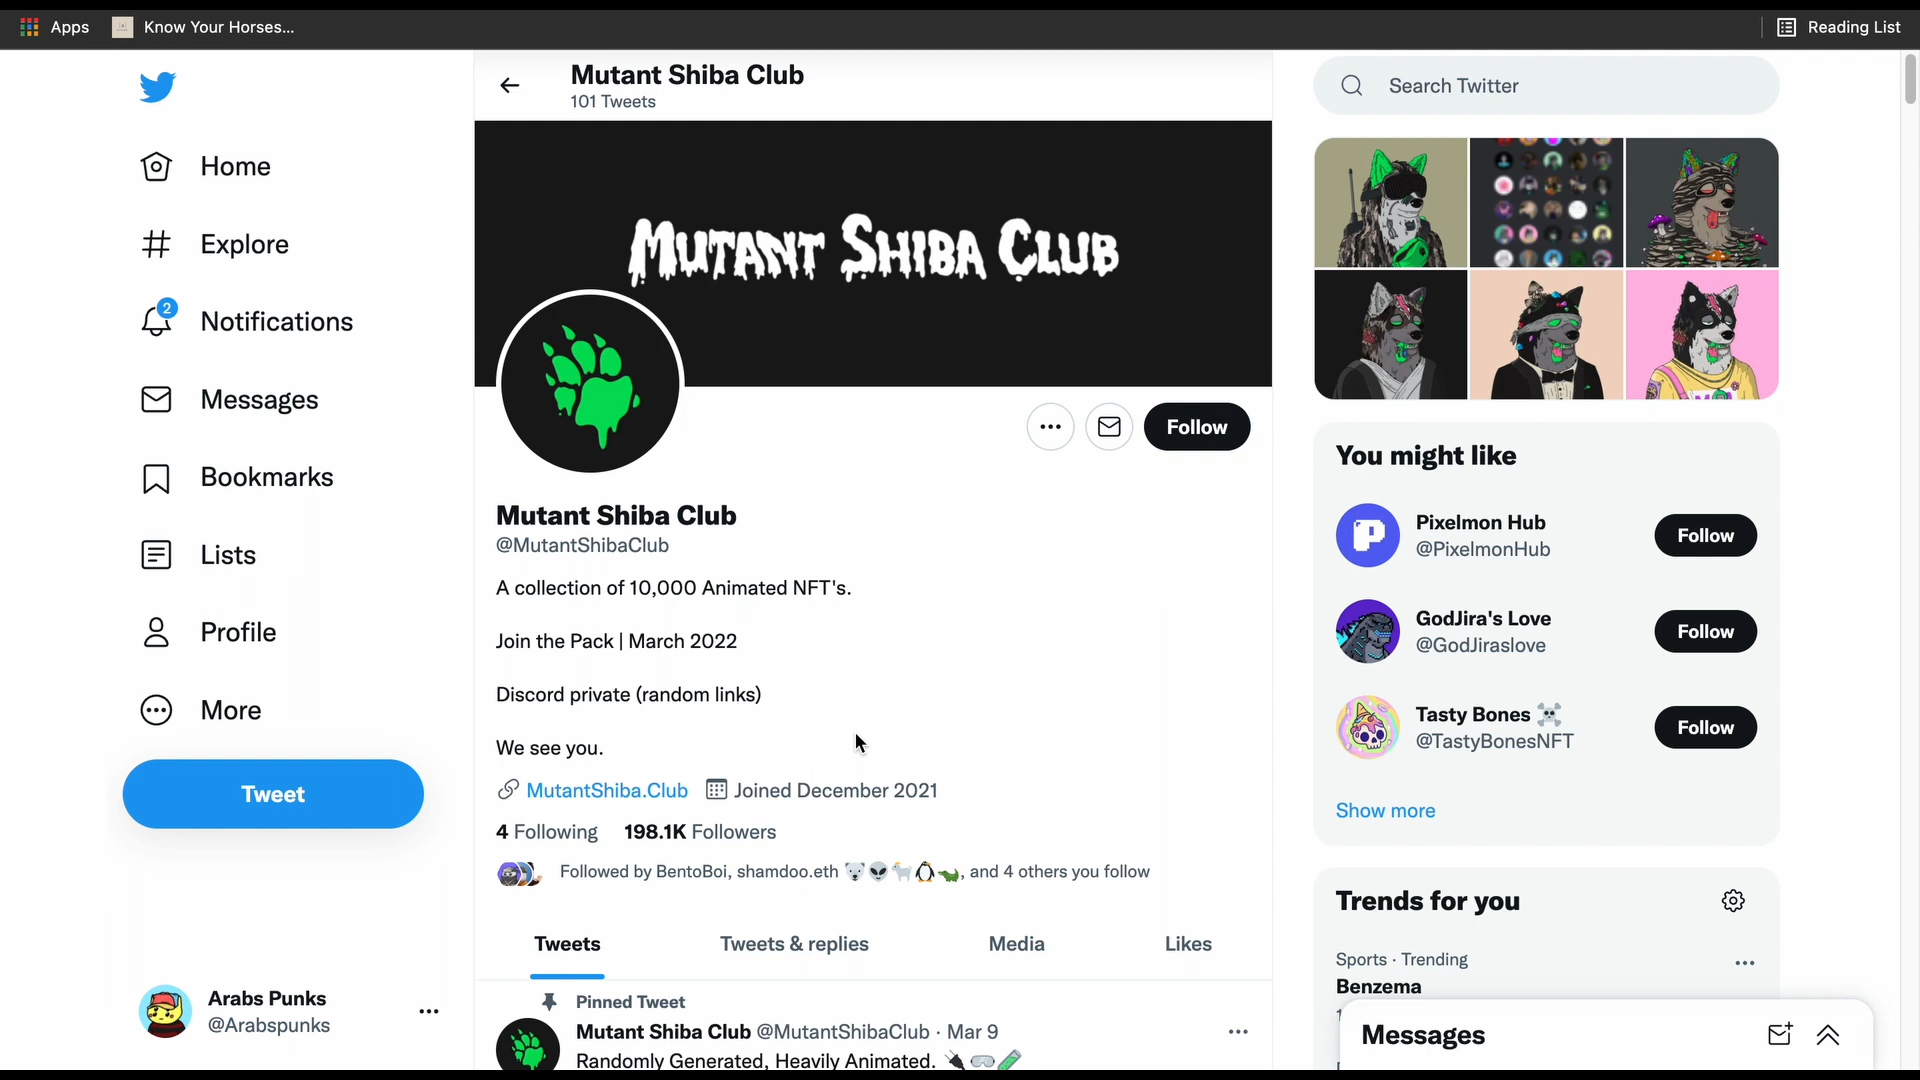 Apps
Know Your Horses...
Reading List
Home
Explore
2
Notifications
Messages
Bookmarks
Lists
Profile
More
Tweet
Arabs Punks
@Arabspunks
Mutant Shiba Club
101 Tweets
MUTANT SHIBA CLUB
Follow
Mutant Shiba Club
@MutantShibaClub
A collection of 10,000 Animated NFT's.
Join the Pack | March 2022
Discord private (random links)
We see you.
MutantShiba.Club Joined December 2021
4 Following 198.1K Followers
Followed by BentoBoi, shamdoo.eth 🐻‍❄️👽🐐🐧🐊, and 4 others you follow
Tweets Tweets & replies Media Likes
Pinned Tweet
Mutant Shiba Club @MutantShibaClub · Mar 9
Randomly Generated, Heavily Animated. 🔌🥽🧪
Search Twitter
You might like
Pixelmon Hub
@PixelmonHub
Follow
GodJira's Love
@GodJiraslove
Follow
Tasty Bones ☠️
@TastyBonesNFT
Follow
Show more
Trends for you
Sports · Trending
Benzema
Messages